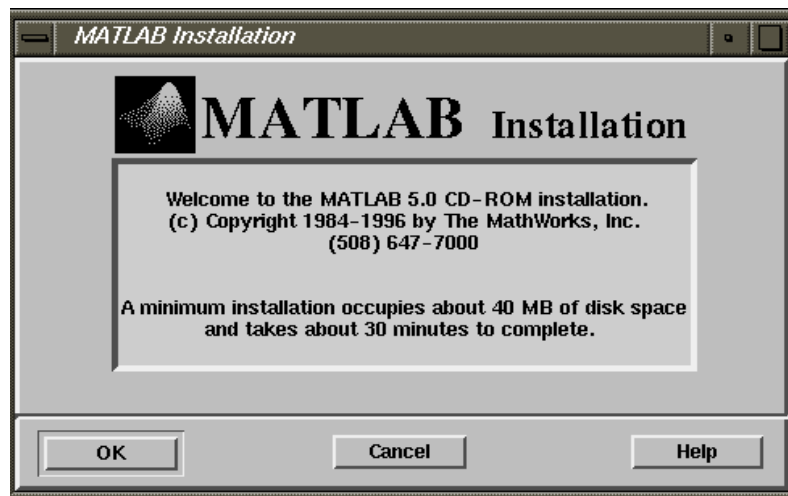 MATLAB Installation
MATLAB Installation
Welcome to the MATLAB 5.0 CD-ROM installation.
(c) Copyright 1984-1996 by The MathWorks, Inc.
(508) 647-7000
A minimum installation occupies about 40 MB of disk space
and takes about 30 minutes to complete.
OK Cancel Help